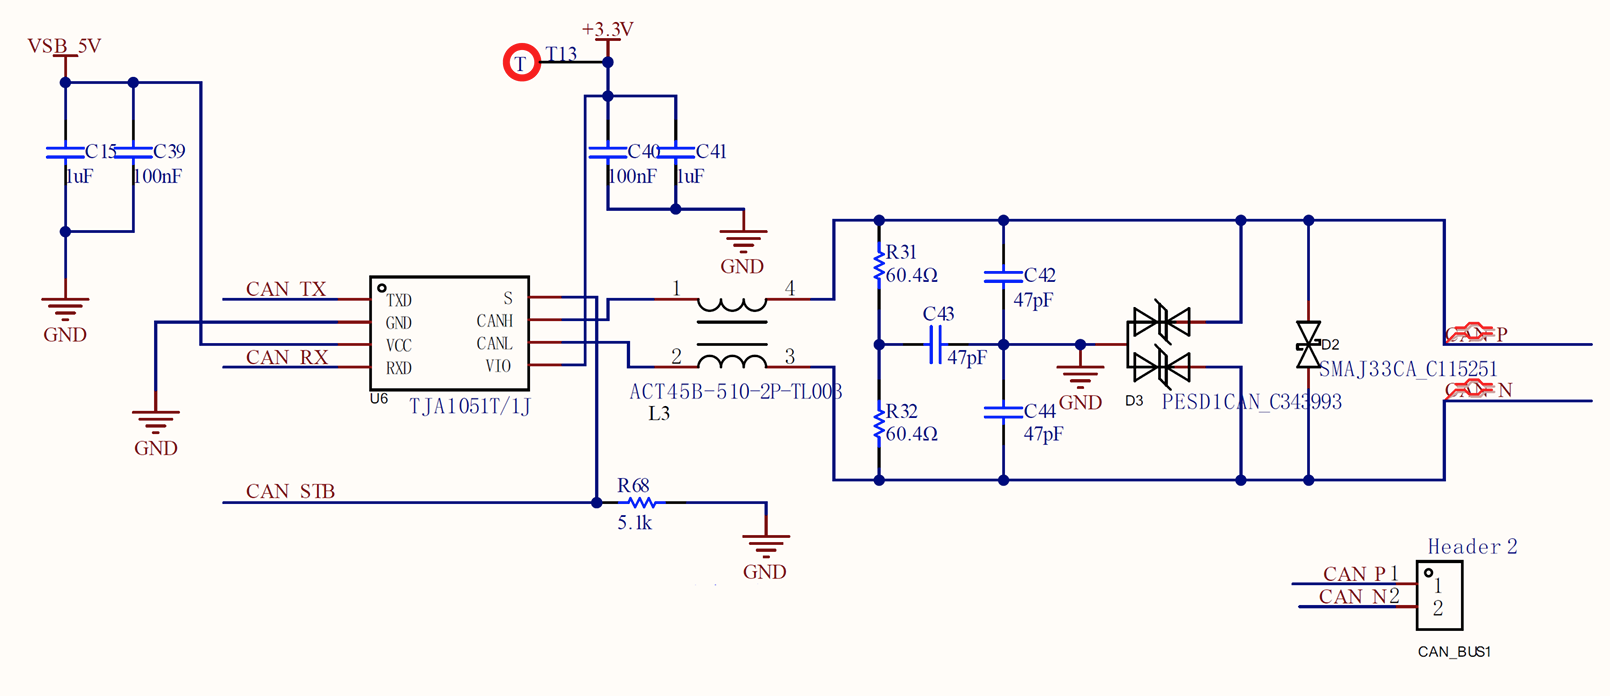 VSB_5V
+3.3V
T
T13
C15
1uF
C39
100nF
C40
100nF
C41
1uF
GND
GND
CAN_TX
CAN_RX
TXD
GND
VCC
RXD
S
CANH
CANL
VIO
U6
TJA1051T/1J
GND
1
4
2
3
ACT45B-510-2P-TL003
L3
R31
60.4Ω
C42
47pF
C43
47pF
R32
60.4Ω
C44
47pF
GND
D3
PESD1CAN_C343993
D2
SMAJ33CA_C115251
CAN_P
CAN_N
CAN_STB
R68
5.1k
GND
Header 2
CAN_P 1
CAN_N 2
1
2
CAN_BUS1